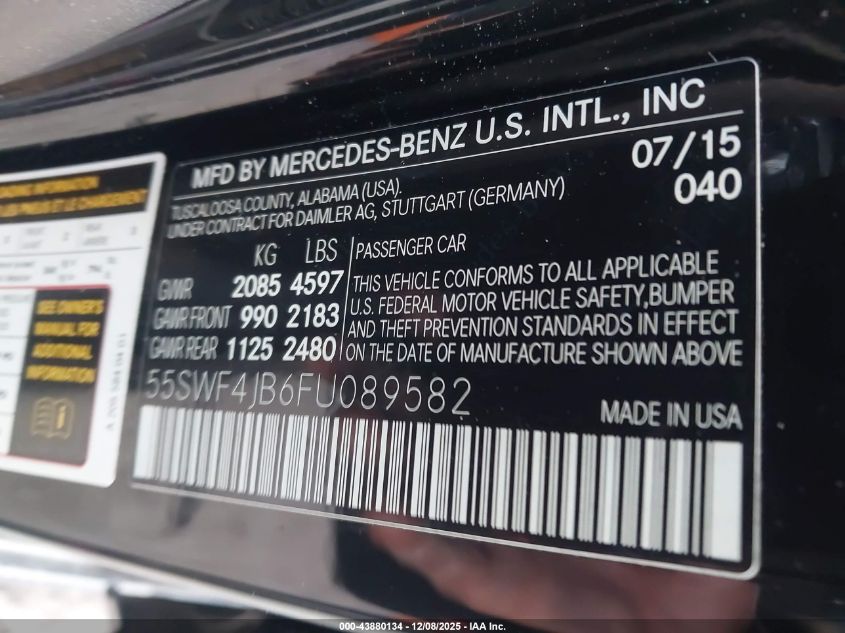 MFD BY MERCEDES-BENZ U.S. INTL., INC
TUSCALOOSA COUNTY, ALABAMA (USA).
07/15
UNDER CONTRACT FOR DAIMLER AG, STUTTGART (GERMANY)
040
KG LBS
GWR 2085 4597
GAWR FRONT 990 2183
GAWR REAR 1125 2480
PASSENGER CAR
THIS VEHICLE CONFORMS TO ALL APPLICABLE
U.S. FEDERAL MOTOR VEHICLE SAFETY,BUMPER
AND THEFT PREVENTION STANDARDS IN EFFECT
ON THE DATE OF MANUFACTURE SHOWN ABOVE
55SWF4JB6FU089582
MADE IN USA
SEE OWNER'S
MANUAL FOR
ADDITIONAL
INFORMATION
000-43880134 - 12/08/2025 - IAA Inc.